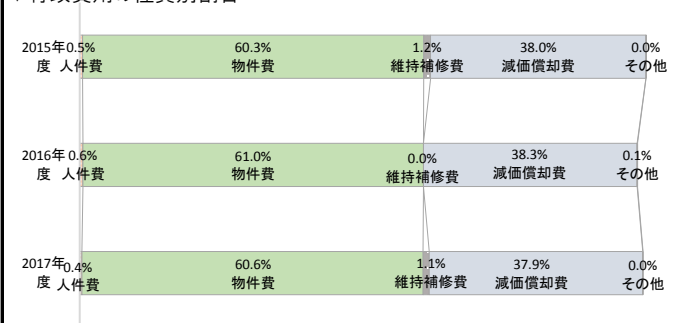 2015年度
0.5% 60.3% 1.2% 38.0% 0.0%
人件費 物件費 維持補修費 減価償却費 その他
2016年度
0.6% 61.0% 0.0% 38.3% 0.1%
人件費 物件費 維持補修費 減価償却費 その他
2017年度
0.4% 60.6% 1.1% 37.9% 0.0%
人件費 物件費 維持補修費 減価償却費 その他